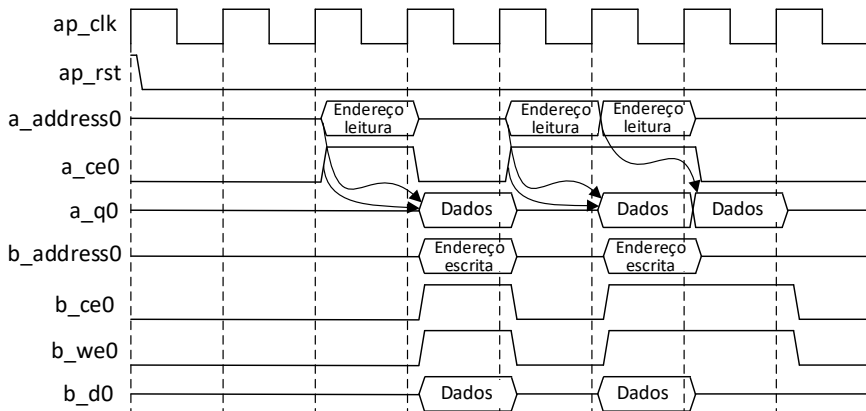 ap_clk
ap_rst
a_address0
Endereço
leitura
Endereço
leitura
Endereço
leitura
a_ce0
a_q0
Dados
Dados
Dados
b_address0
Endereço
escrita
Endereço
escrita
b_ce0
b_we0
b_d0
Dados
Dados